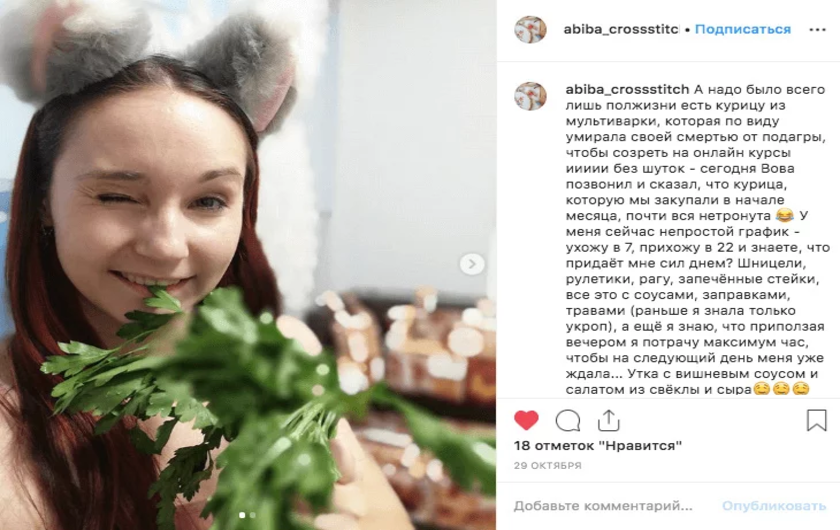 abiba_crossstitc • Подписаться
abiba_crossstitch А надо было всего
лишь полжизни есть курицу из
мультиварки, которая по виду
умирала своей смертью от подагры,
чтобы созреть на онлайн курсы
иииии без шуток - сегодня Вова
позвонил и сказал, что курица,
которую мы закупали в начале
месяца, почти вся нетронута 😂 У
меня сейчас непростой график -
ухожу в 7, прихожу в 22 и знаете, что
придаёт мне сил днем? Шницели,
рулетики, рагу, запечённые стейки,
все это с соусами, заправками,
травами (раньше я знала только
укроп), а ещё я знаю, что приползая
вечером я потрачу максимум час,
чтобы на следующий день меня уже
ждала... Утка с вишневым соусом и
салатом из свёклы и сыра😋😋😋
18 отметок "Нравится"
29 ОКТЯБРЯ
Добавьте комментарий... Опубликовать